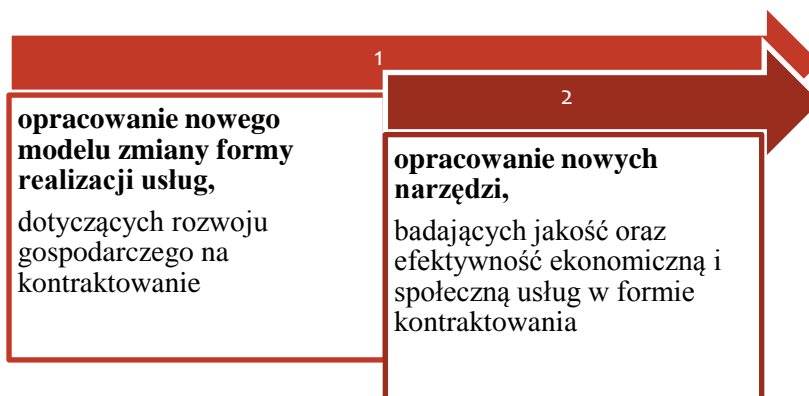 1
opracowanie nowego
modelu zmiany formy
realizacji usług,
dotyczących rozwoju
gospodarczego na
kontraktowanie
2
opracowanie nowych
narzędzi,
badających jakość oraz
efektywność ekonomiczną i
społeczną usług w formie
kontraktowania